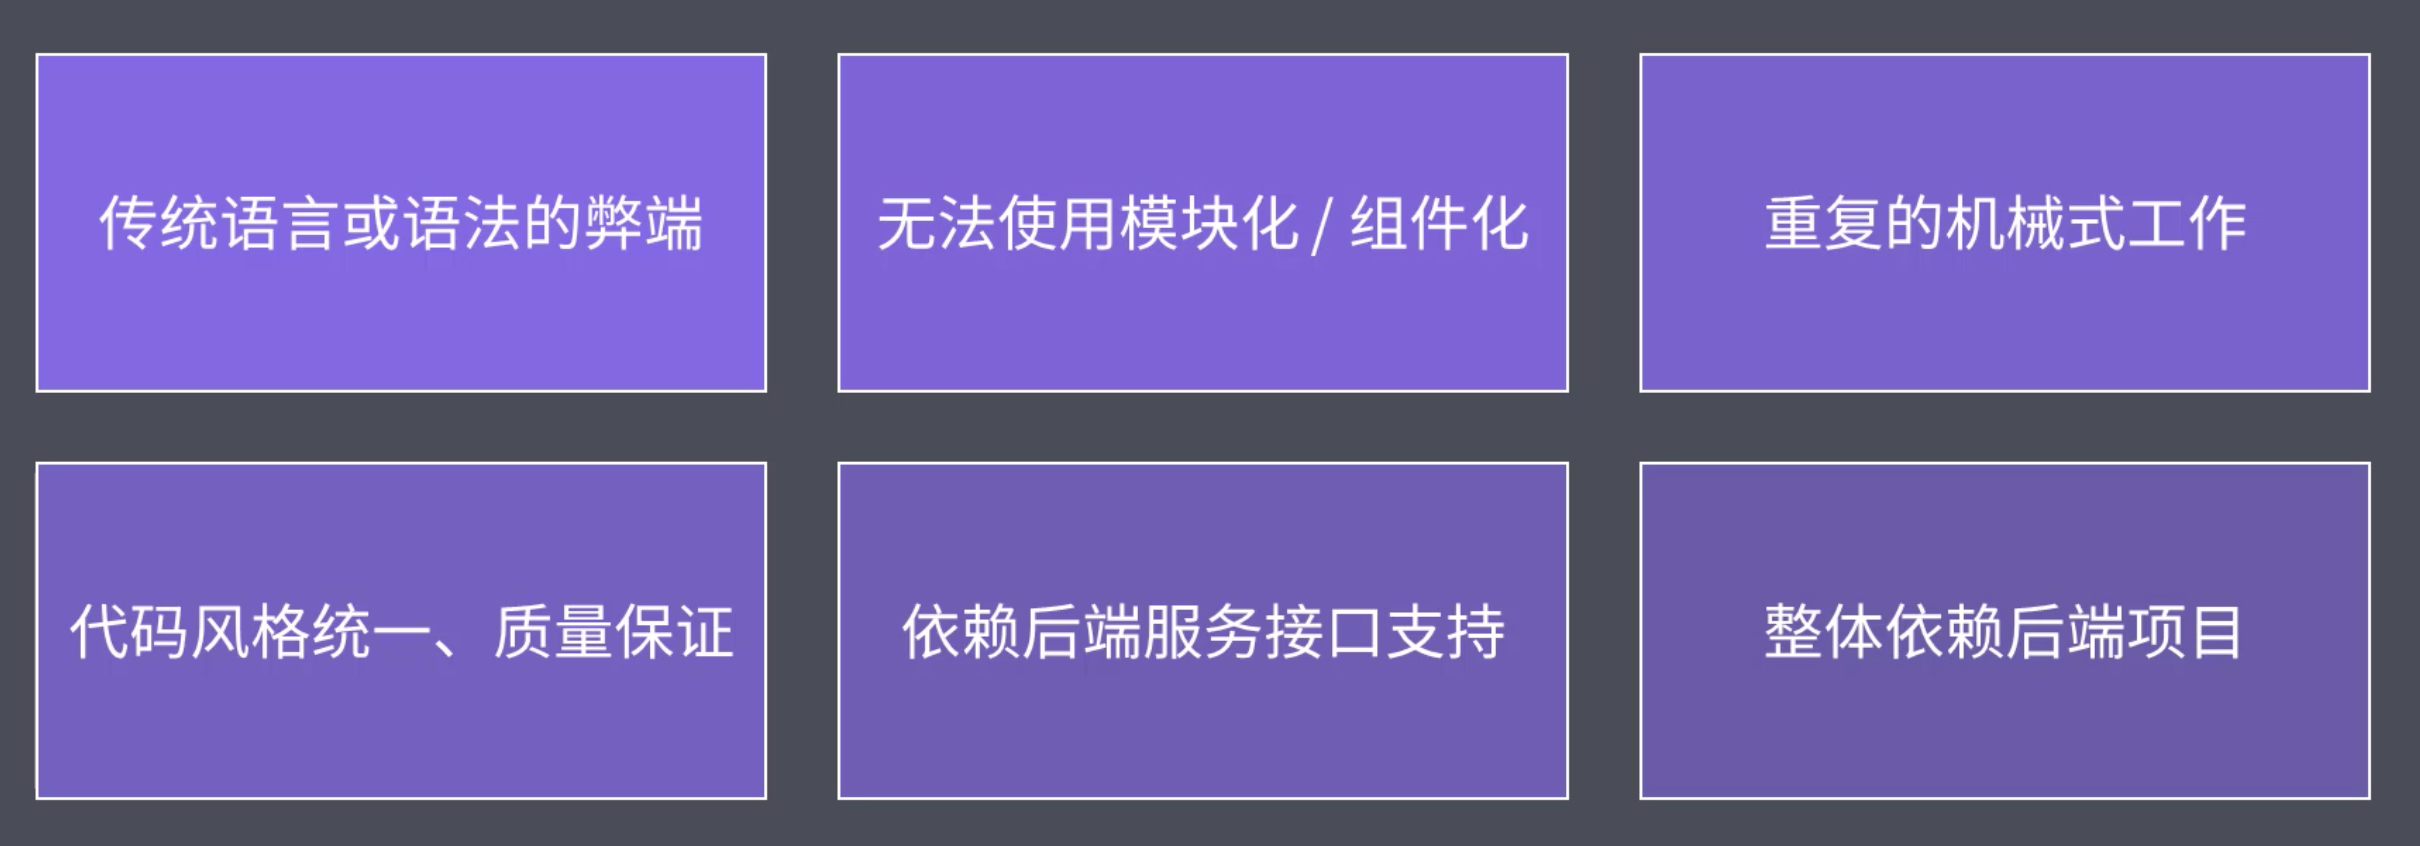 传统语言或语法的弊端
无法使用模块化 / 组件化
重复的机械式工作
代码风格统一、质量保证
依赖后端服务接口支持
整体依赖后端项目